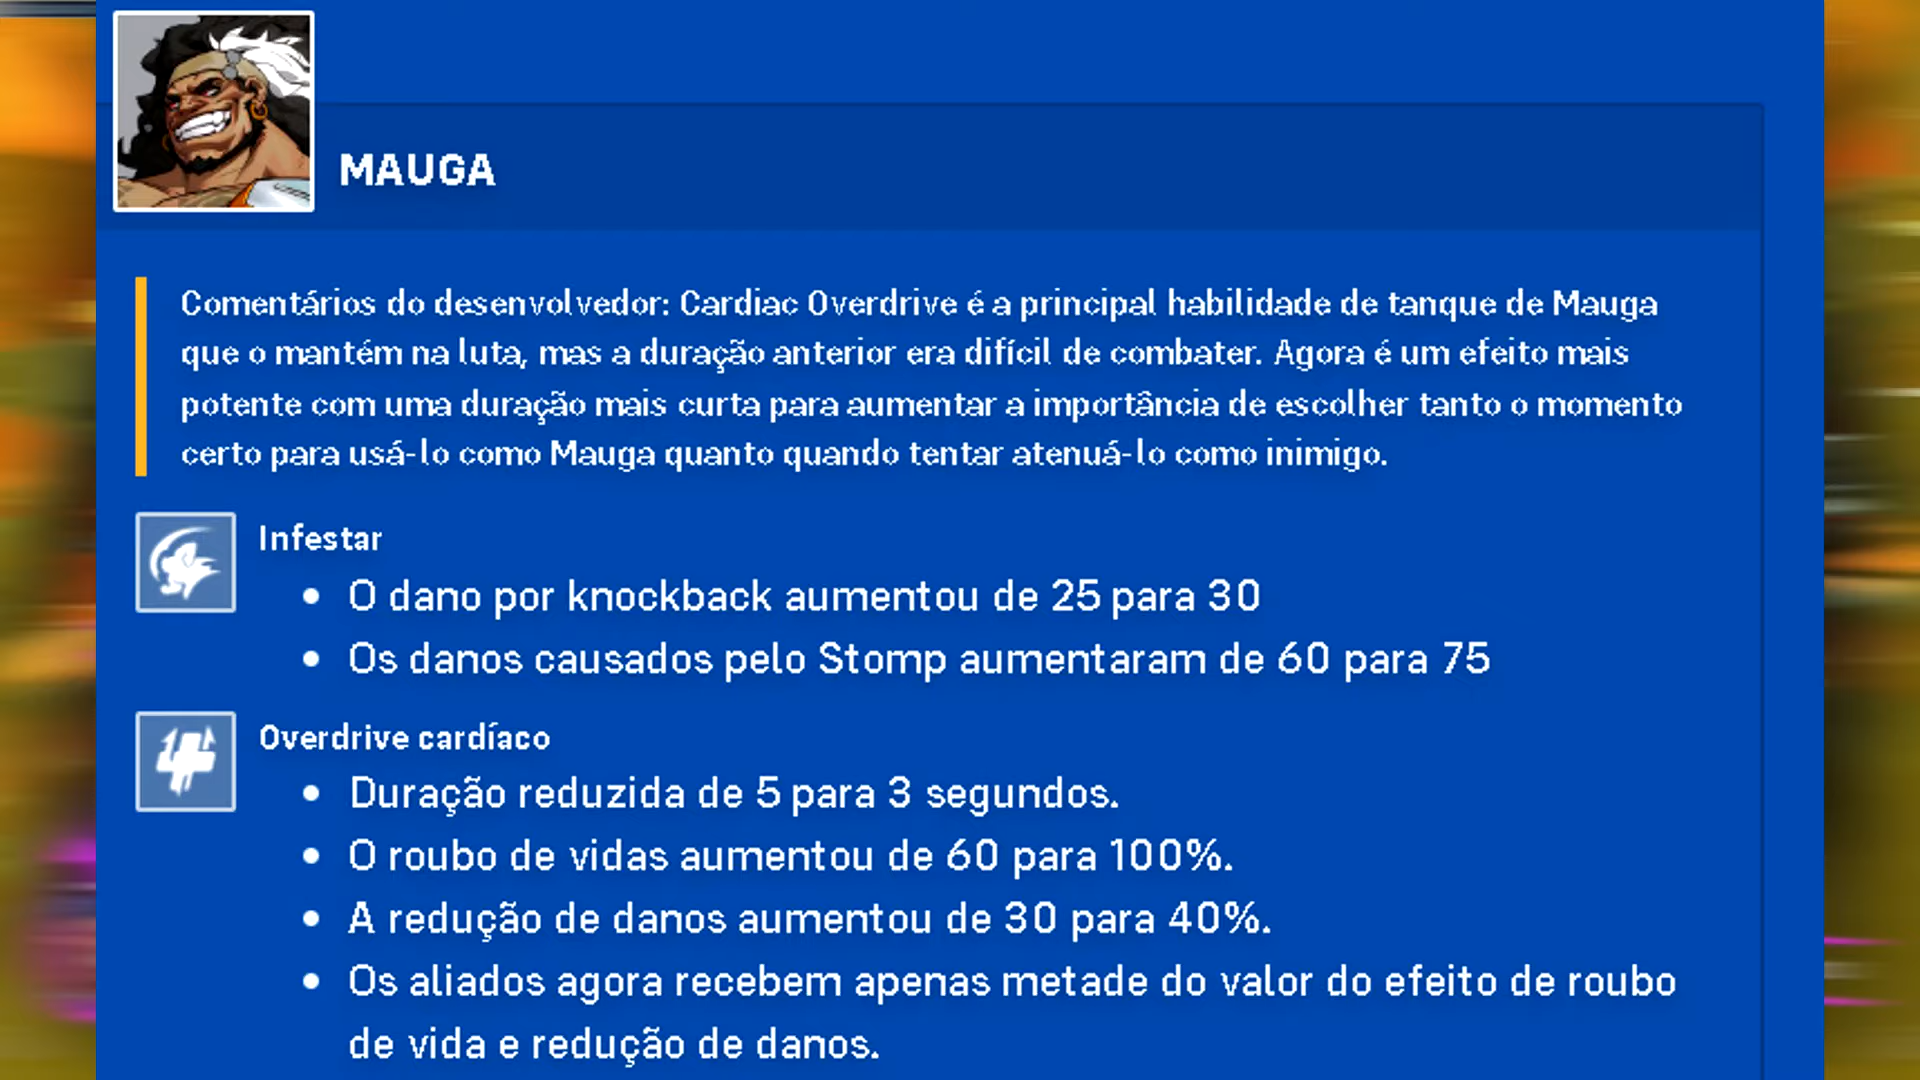 MAUGA
Comentários do desenvolvedor: Cardiac Overdrive é a principal habilidade de tanque de Mauga
que o mantém na luta, mas a duração anterior era difícil de combater. Agora é um efeito mais
potente com uma duração mais curta para aumentar a importância de escolher tanto o momento
certo para usá-lo como Mauga quanto quando tentar atenuá-lo como inimigo.
Infestar
• O dano por knockback aumentou de 25 para 30
• Os danos causados pelo Stomp aumentaram de 60 para 75
Overdrive cardíaco
• Duração reduzida de 5 para 3 segundos.
• O roubo de vidas aumentou de 60 para 100%.
• A redução de danos aumentou de 30 para 40%.
• Os aliados agora recebem apenas metade do valor do efeito de roubo
de vida e redução de danos.